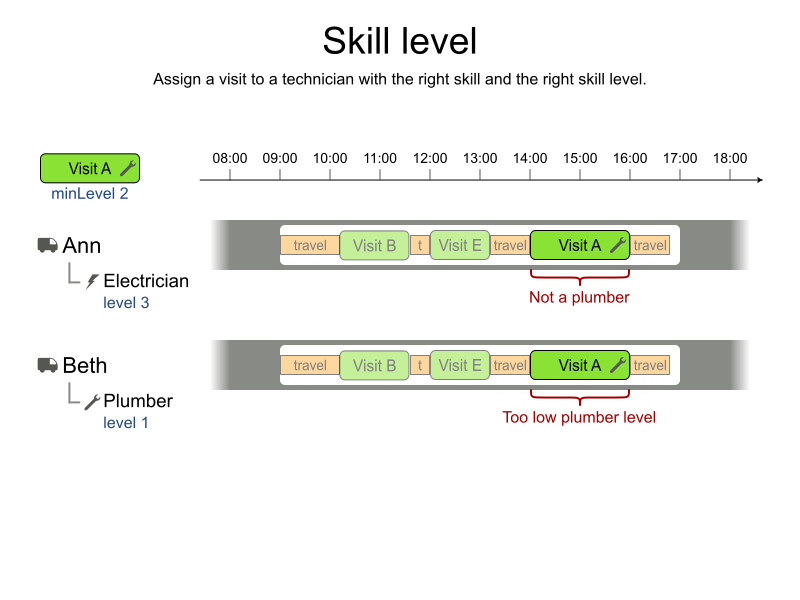 Skill level
Assign a visit to a technician with the right skill and the right skill level.
08:00 09:00 10:00 11:00 12:00 13:00 14:00 15:00 16:00 17:00 18:00
Visit A
minLevel 2
Ann
travel Visit B t Visit E travel Visit A travel
Electrician
level 3
Not a plumber
Beth
travel Visit B t Visit E travel Visit A travel
Plumber
level 1
Too low plumber level